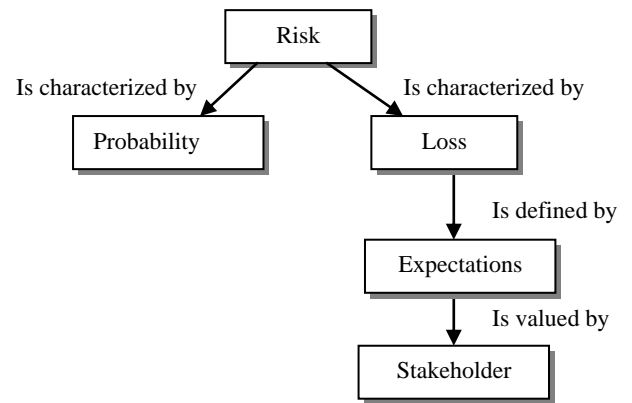 Risk
Is characterized by
Is characterized by
Probability
Loss
Is defined by
Expectations
Is valued by
Stakeholder